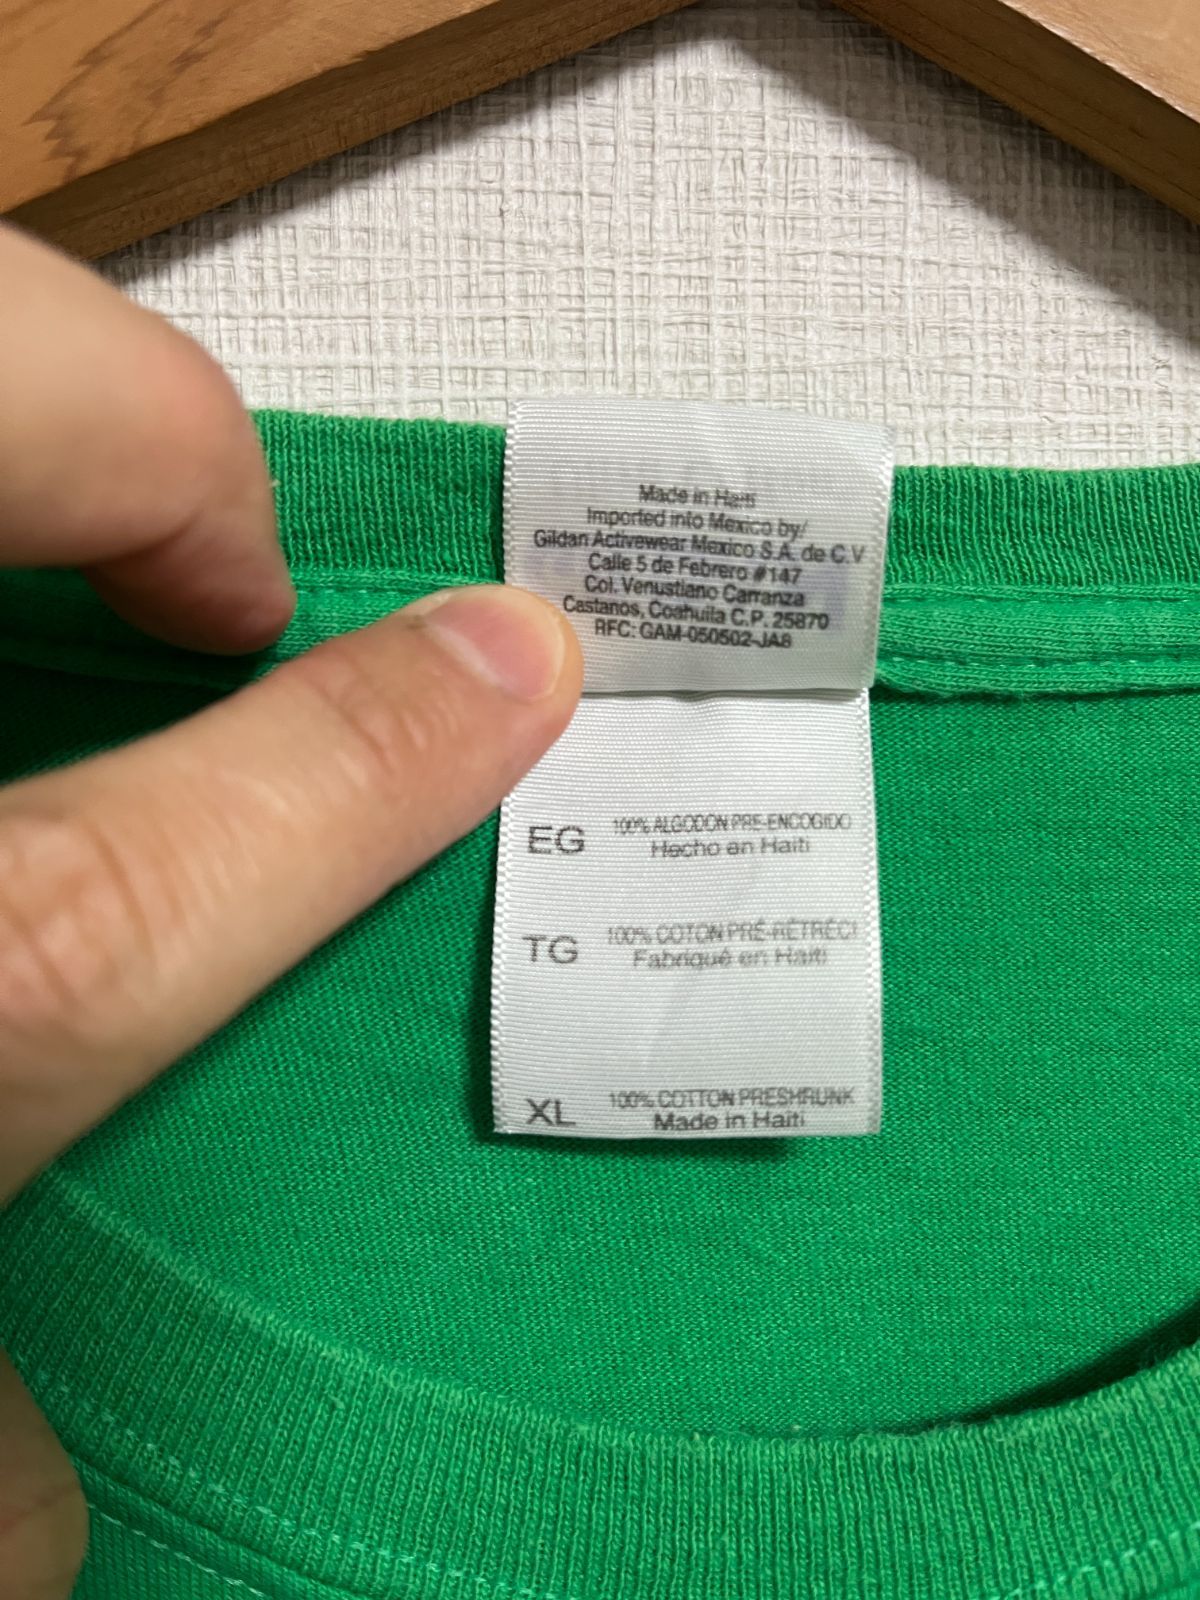 Made in Haiti
Imported into Mexico by/
Gildan Activewear Mexico S.A. de C.V
Calle 5 de Febrero #147
Col. Venustiano Carranza
Castanos, Coahuila C.P. 25870
RFC: GAM-050502-JA8
EG 100% ALGODON PRE-ENCOGIDO
Hecho en Haiti
TG 100% COTON PRÉ-RÉTRÉCI
Fabriqué en Haiti
XL 100% COTTON PRESHRUNK
Made in Haiti